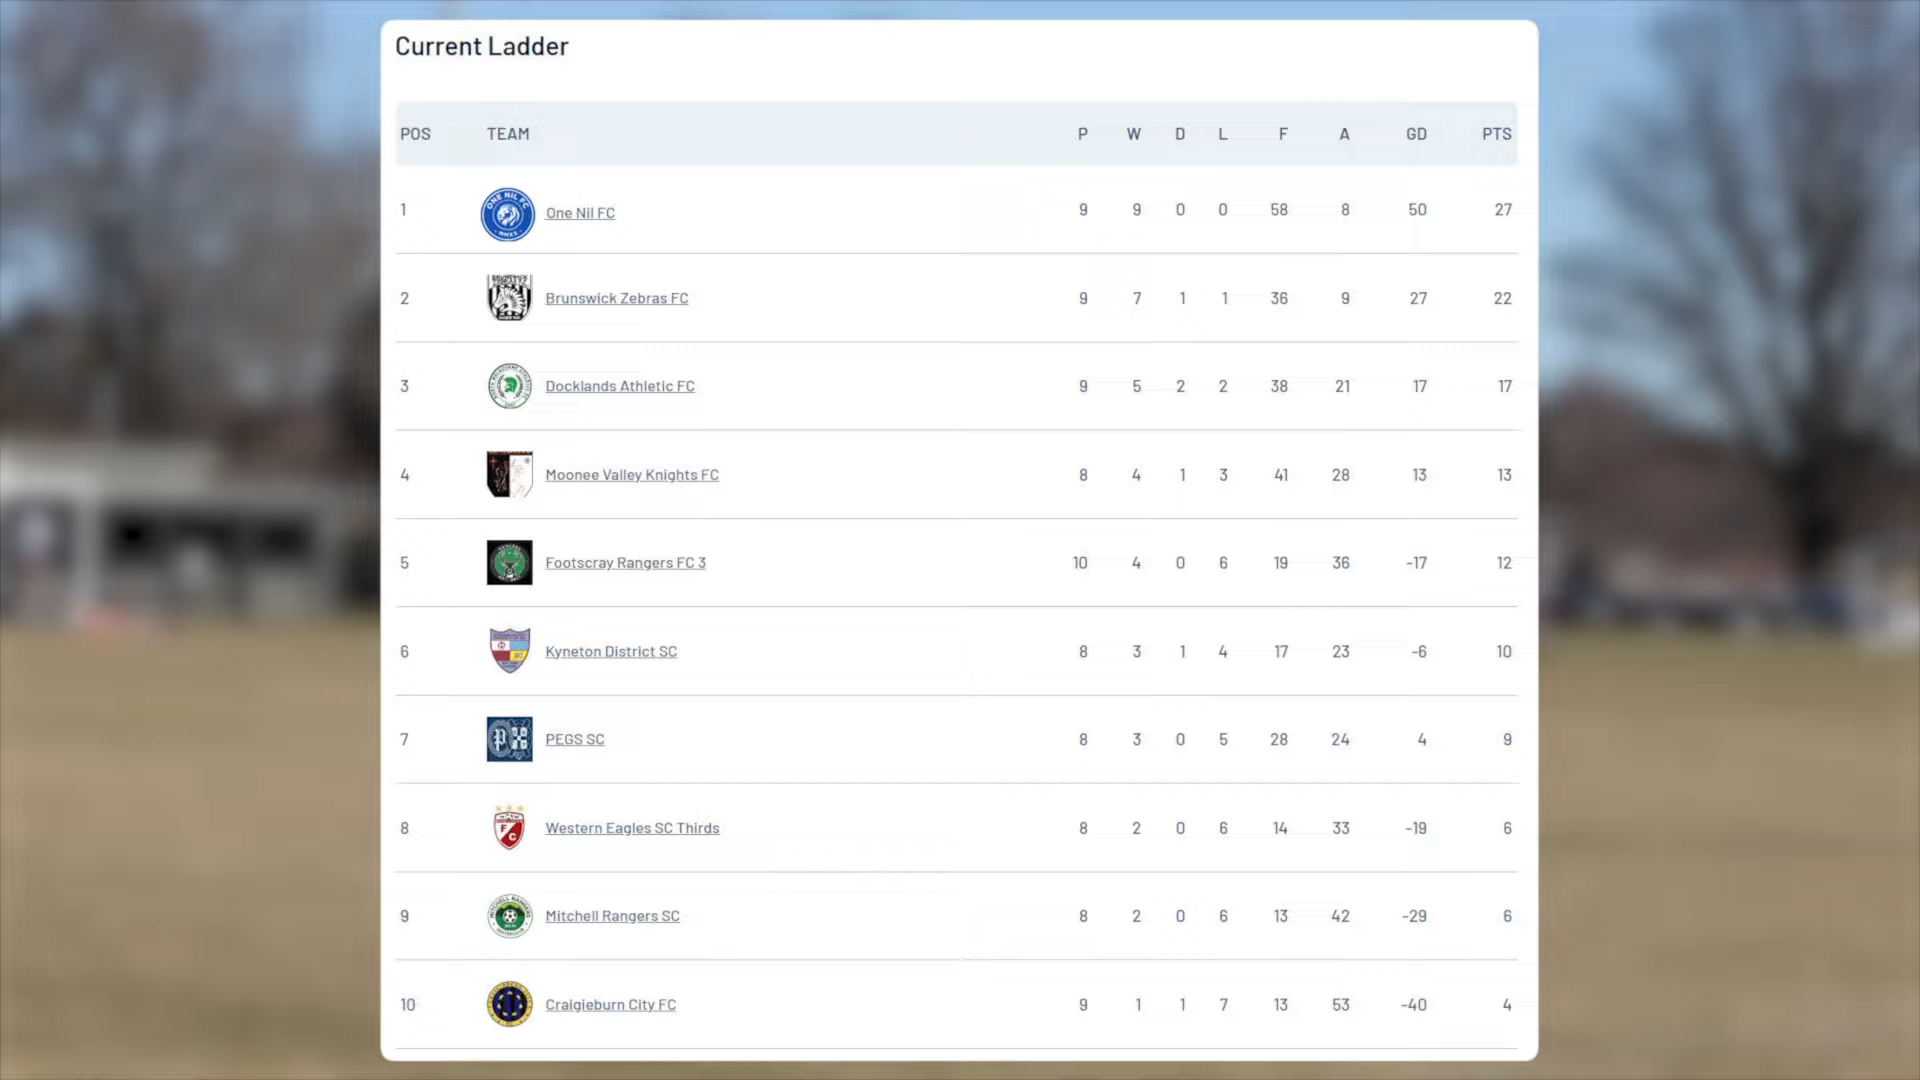 Current Ladder
POS TEAM P W D L F A GD PTS
1 ONE NIL FC One Nil FC 9 9 0 0 58 8 50 27
2 Brunswick Zebras FC 9 7 1 1 36 9 27 22
3 Docklands Athletic FC 9 5 2 2 38 21 17 17
4 Moonee Valley Knights FC 8 4 1 3 41 28 13 13
5 Footscray Rangers FC 3 10 4 0 6 19 36 -17 12
6 Kyneton District SC 8 3 1 4 17 23 -6 10
7 PEGS SC 8 3 0 5 28 24 4 9
8 FC Western Eagles SC Thirds 8 2 0 6 14 33 -19 6
9 MITCHELL RANGERS Mitchell Rangers SC 8 2 0 6 13 42 -29 6
10 Craigieburn City FC 9 1 1 7 13 53 -40 4